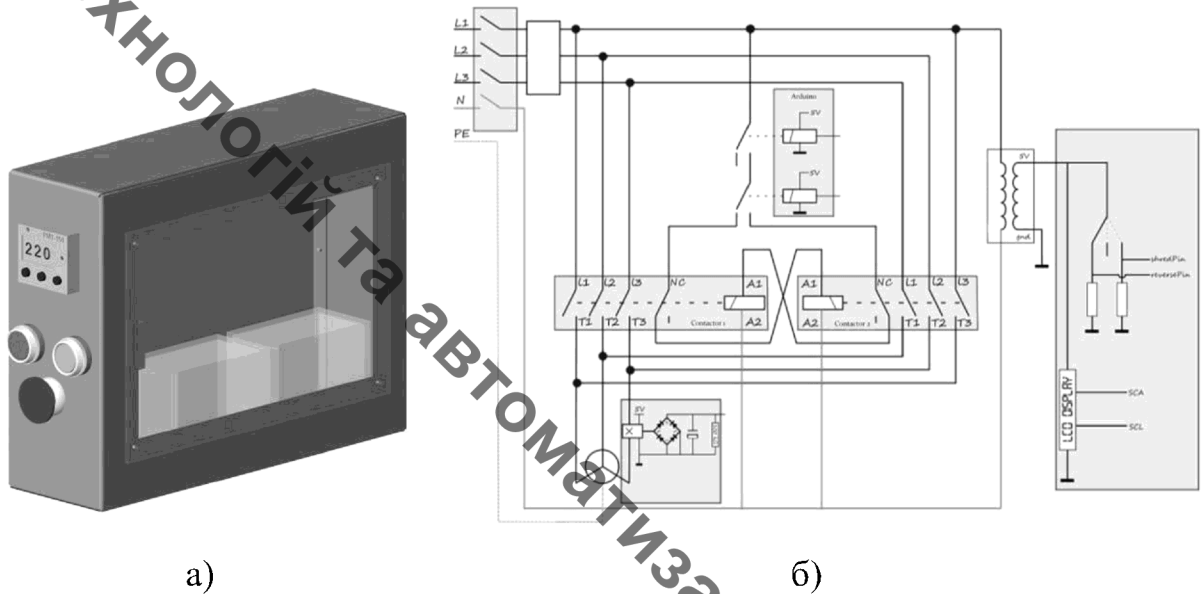 хнологій та автоматиза
220
L1
L2
L3
N
PE
Arduino
5V
5V
5V
gnd
shredPin
reversePin
L1 L2 L3 NC A1
T1 T2 T3 Contactor 1 A2
A1 NC L1 L2 L3
A2 Contactor 2 T1 T2 T3
5V
LCD DISPLAY
SCA
SCL
а)
б)